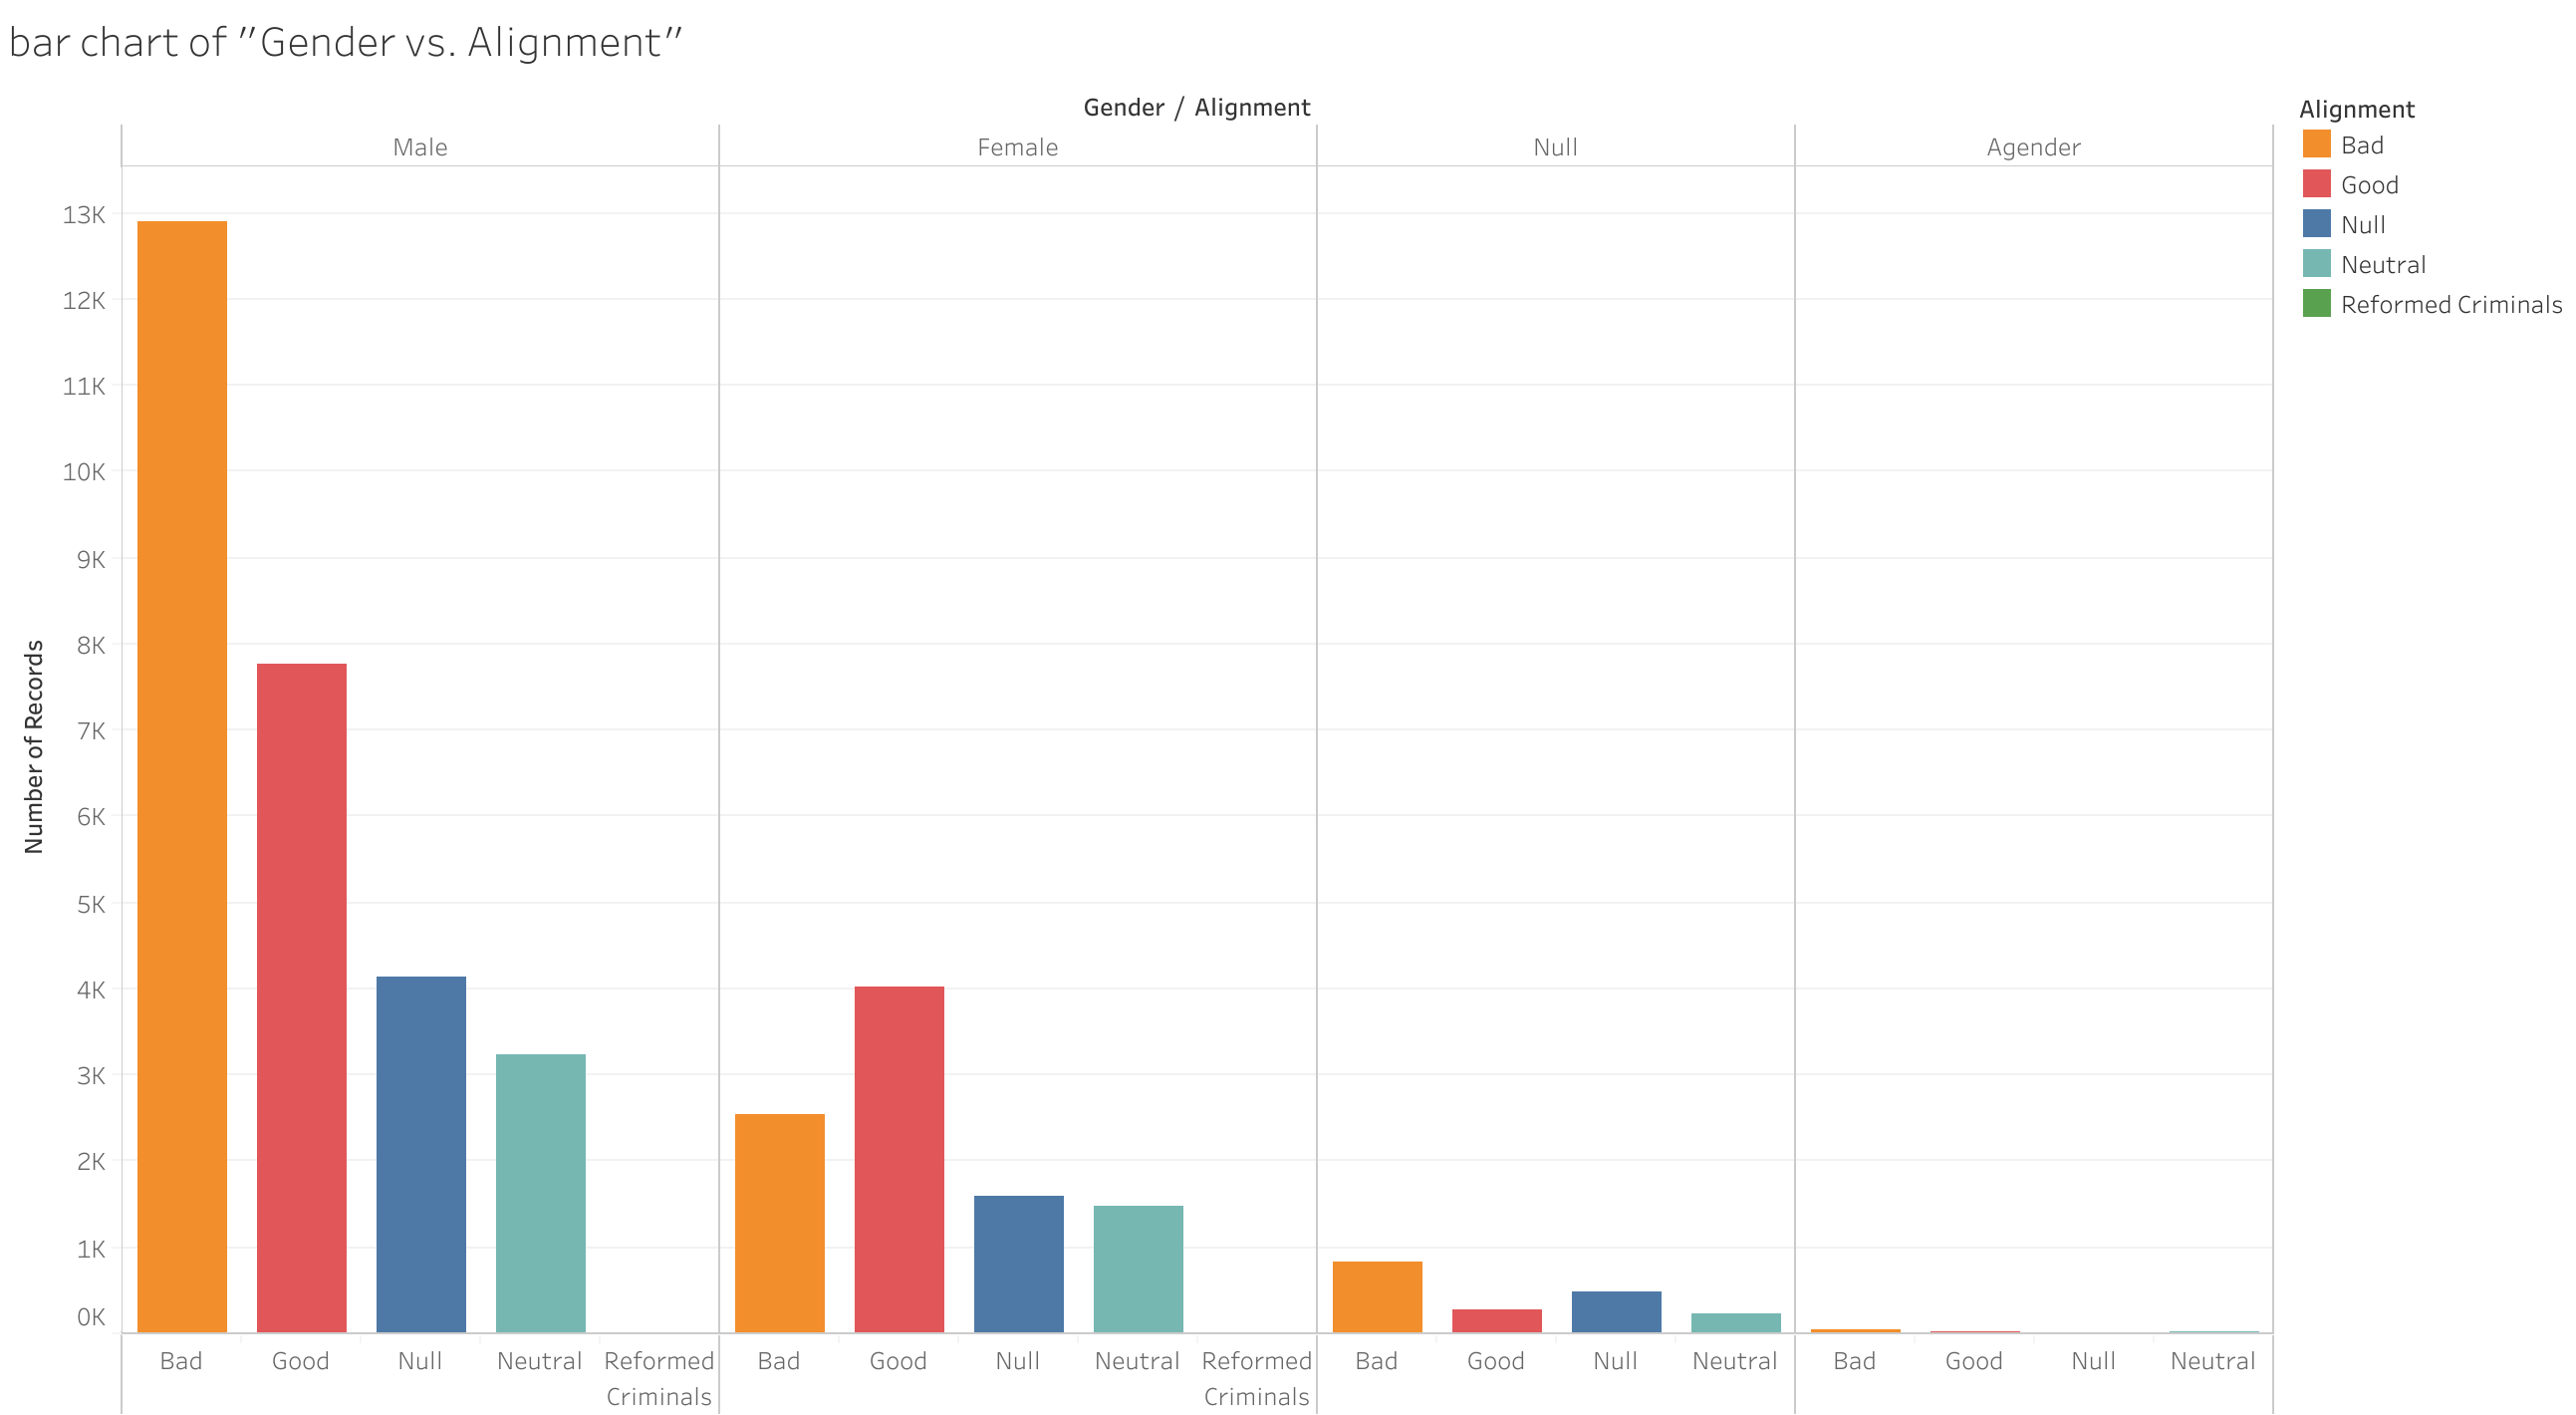 bar chart of "Gender vs. Alignment"
Gender / Alignment
Male Female Null Agender
Alignment
Bad
Good
Null
Neutral
Reformed Criminals
Number of Records
13K
12K
11K
10K
9K
8K
7K
6K
5K
4K
3K
2K
1K
0K
Bad Good Null Neutral Reformed Criminals Bad Good Null Neutral Reformed Criminals Bad Good Null Neutral Bad Good Null Neutral